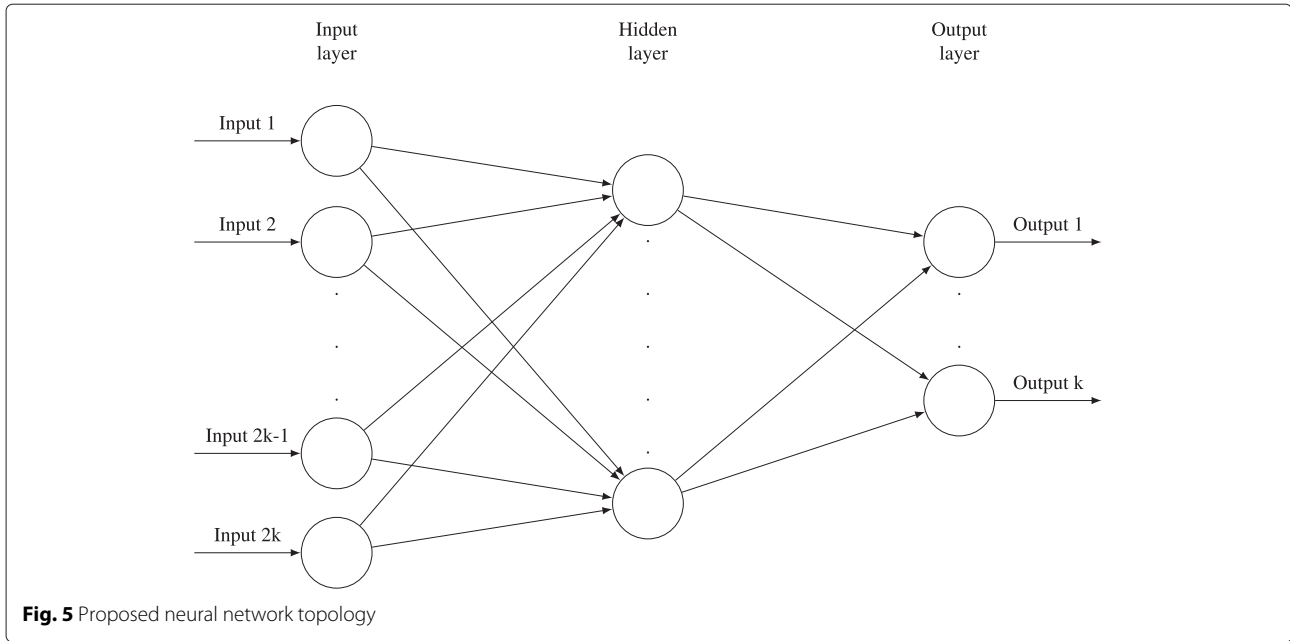 Input
layer
Hidden
layer
Output
layer
Input 1
Input 2
Input 2k-1
Input 2k
Output 1
Output k
Fig. 5 Proposed neural network topology